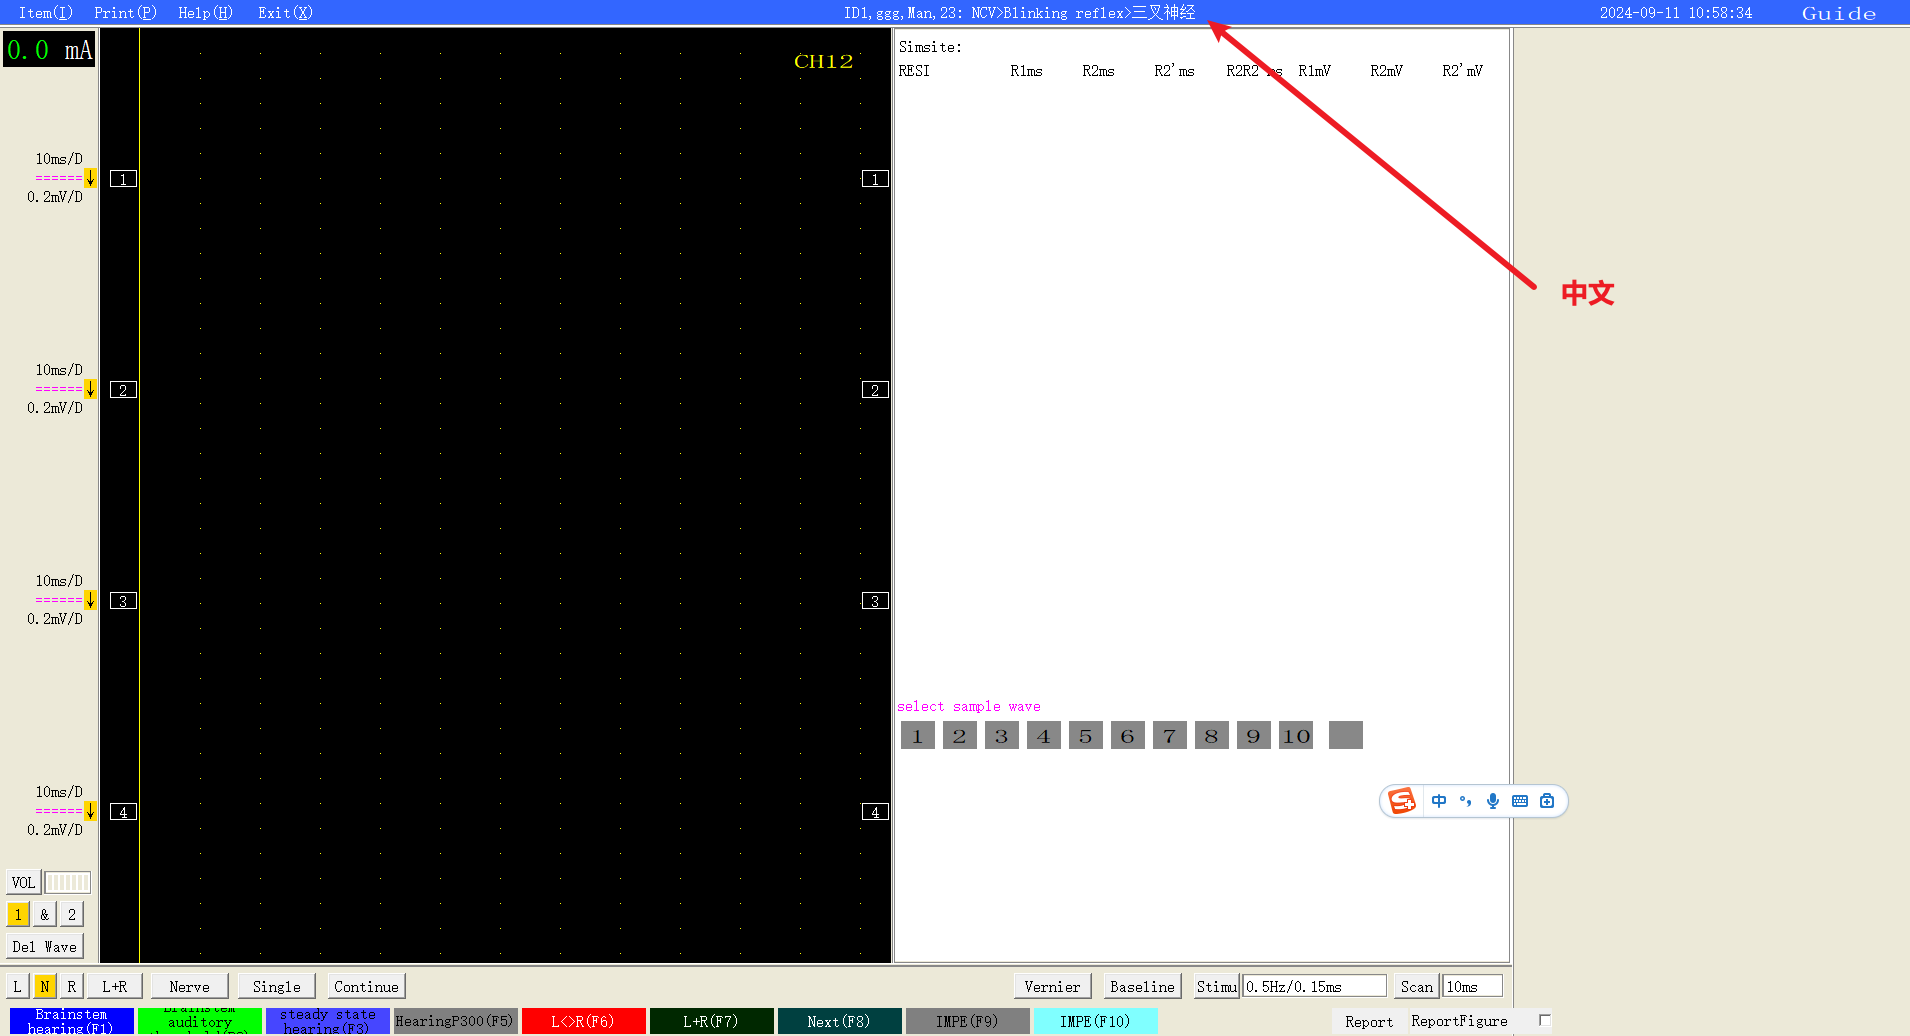 Item(I) Print(P) Help(H) Exit(X) ID1,ggg,Man,23: NCV>Blinking reflex>三叉神经 2024-09-11 10:58:34 Guide
0.0 mA
CH12
Simsite:
RESI R1ms R2ms R2'ms R2R2 ms R1mV R2mV R2'mV
中文
10ms/D
======↓ 1 1
0.2mV/D
10ms/D
======↓ 2 2
0.2mV/D
10ms/D
======↓ 3 3
0.2mV/D
select sample wave
1 2 3 4 5 6 7 8 9 10
10ms/D
======↓ 4 4
0.2mV/D
中
VOL
1 & 2
Del Wave
L N R L+R Nerve Single Continue Vernier Baseline Stimu 0.5Hz/0.15ms Scan 10ms
Brainstem
hearing(F1)
Brainstem
auditory
steady state
hearing(F3)
HearingP300(F5) L<>R(F6) L+R(F7) Next(F8) IMPE(F9) IMPE(F10) Report ReportFigure